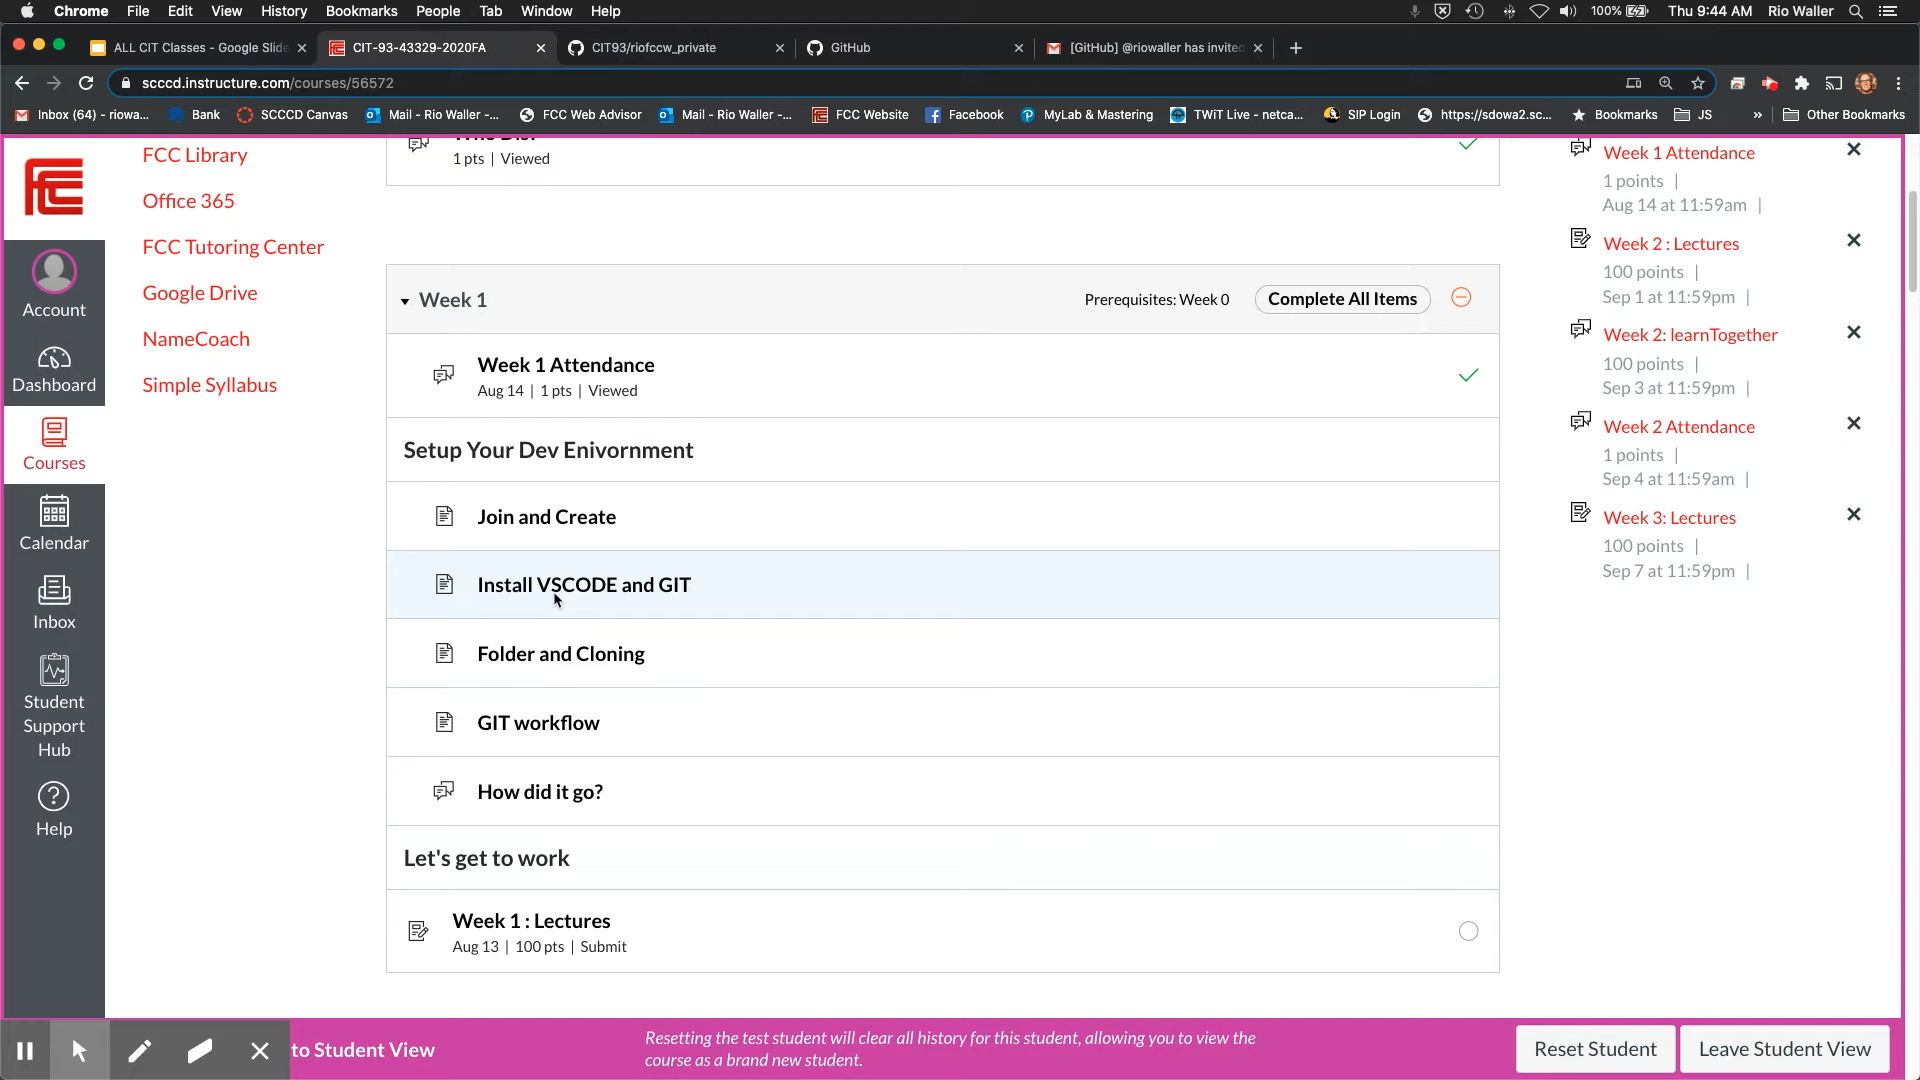 Chrome File Edit View History Bookmarks People Tab Window Help 100% Thu 9:44 AM Rio Waller
ALL CIT Classes - Google Slide CIT-93-43329-2020FA CIT93/riofccw_private GitHub [GitHub] @riowaller has invited
scccd.instructure.com/courses/56572
Inbox (64) - riowa... Bank SCCCD Canvas Mail - Rio Waller -... FCC Web Advisor Mail - Rio Waller -... FCC Website Facebook MyLab & Mastering TWiT Live - netca... SIP Login https://sdowa2.sc... Bookmarks JS » Other Bookmarks
FCC
Account
Dashboard
Courses
Calendar
Inbox
Student
Support
Hub
Help
FCC Library
Office 365
FCC Tutoring Center
Google Drive
NameCoach
Simple Syllabus
1 pts | Viewed
Week 1 Prerequisites: Week 0 Complete All Items
Week 1 Attendance
Aug 14 | 1 pts | Viewed
Setup Your Dev Enivornment
Join and Create
Install VSCODE and GIT
Folder and Cloning
GIT workflow
How did it go?
Let's get to work
Week 1 : Lectures
Aug 13 | 100 pts | Submit
Week 1 Attendance
1 points |
Aug 14 at 11:59am |
Week 2 : Lectures
100 points |
Sep 1 at 11:59pm |
Week 2: learnTogether
100 points |
Sep 3 at 11:59pm |
Week 2 Attendance
1 points |
Sep 4 at 11:59am |
Week 3: Lectures
100 points |
Sep 7 at 11:59pm |
to Student View
Resetting the test student will clear all history for this student, allowing you to view the
course as a brand new student.
Reset Student Leave Student View